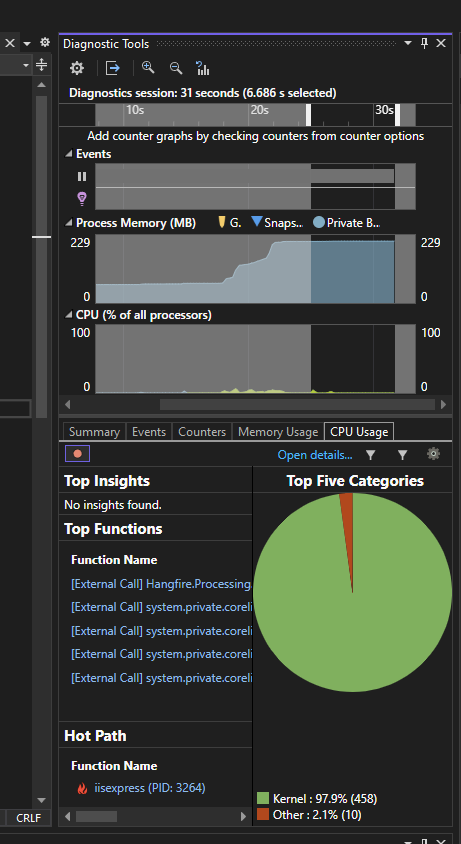 Diagnostic Tools
Diagnostics session: 31 seconds (6.686 s selected)
10s 20s 30s
Add counter graphs by checking counters from counter options
Events
Process Memory (MB) G. Snaps... Private B...
229 229
0 0
CPU (% of all processors)
100 100
0 0
Summary Events Counters Memory Usage CPU Usage
Open details...
Top Insights
No insights found.
Top Functions
Function Name
[External Call] Hangfire.Processing
[External Call] system.private.coreli
[External Call] system.private.coreli
[External Call] system.private.coreli
[External Call] system.private.coreli
Hot Path
Function Name
iisexpress (PID: 3264)
Top Five Categories
Kernel : 97.9% (458)
Other : 2.1% (10)
CRLF